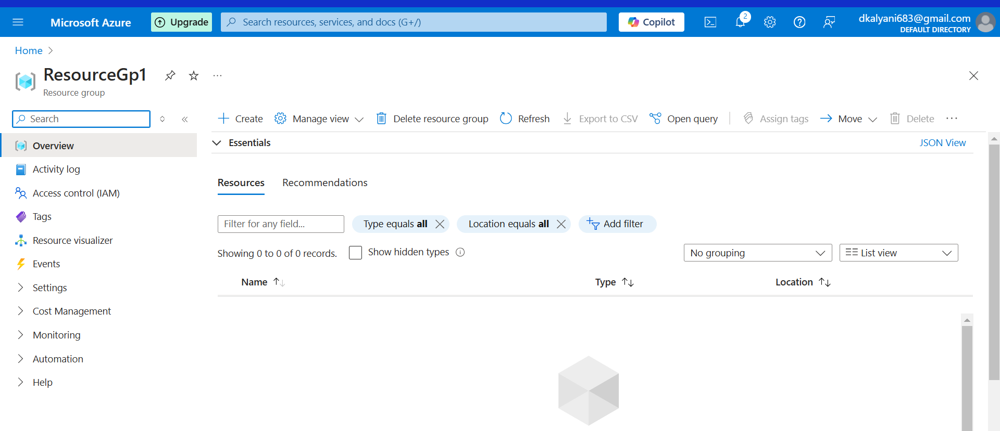 Microsoft Azure
Upgrade
Search resources, services, and docs (G+/)
Copilot
2
dkalyani683@gmail.com
DEFAULT DIRECTORY
Home
ResourceGp1
Resource group
Search
Create
Manage view
Delete resource group
Refresh
Export to CSV
Open query
Assign tags
Move
Delete
Overview
Activity log
Access control (IAM)
Tags
Resource visualizer
Events
Settings
Cost Management
Monitoring
Automation
Help
Essentials
JSON View
Resources
Recommendations
Filter for any field...
Type equals all
Location equals all
Add filter
Showing 0 to 0 of 0 records.
Show hidden types
No grouping
List view
Name
Type
Location